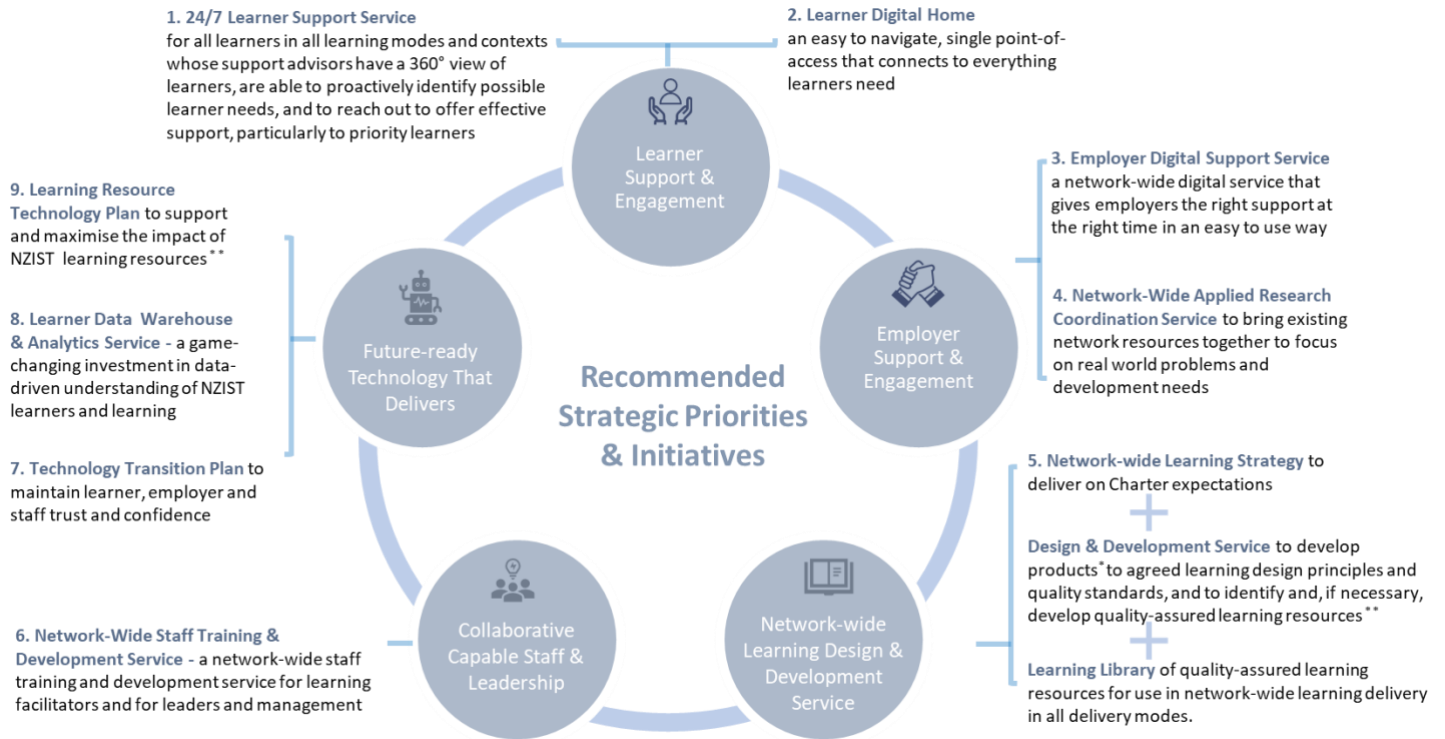 1. 24/7 Learner Support Service
for all learners in all learning modes and contexts
whose support advisors have a 360° view of
learners, are able to proactively identify possible
learner needs, and to reach out to offer effective
support, particularly to priority learners
2. Learner Digital Home
an easy to navigate, single point-of-
access that connects to everything
learners need
Learner
Support &
Engagement
3. Employer Digital Support Service
a network-wide digital service that
gives employers the right support at
the right time in an easy to use way
4. Network-Wide Applied Research
Coordination Service to bring existing
network resources together to focus
on real world problems and
development needs
Employer
Support &
Engagement
Recommended
Strategic Priorities
& Initiatives
5. Network-wide Learning Strategy to
deliver on Charter expectations
+
Design & Development Service to develop
products* to agreed learning design principles and
quality standards, and to identify and, if necessary,
develop quality-assured learning resources**
+
Learning Library of quality-assured learning
resources for use in network-wide learning delivery
in all delivery modes.
Network-wide
Learning Design &
Development
Service
Collaborative
Capable Staff &
Leadership
6. Network-Wide Staff Training &
Development Service - a network-wide staff
training and development service for learning
facilitators and for leaders and management
Future-ready
Technology That
Delivers
9. Learning Resource
Technology Plan to support
and maximise the impact of
NZIST learning resources**
8. Learner Data Warehouse
& Analytics Service - a game-
changing investment in data-
driven understanding of NZIST
learners and learning
7. Technology Transition Plan to
maintain learner, employer and
staff trust and confidence